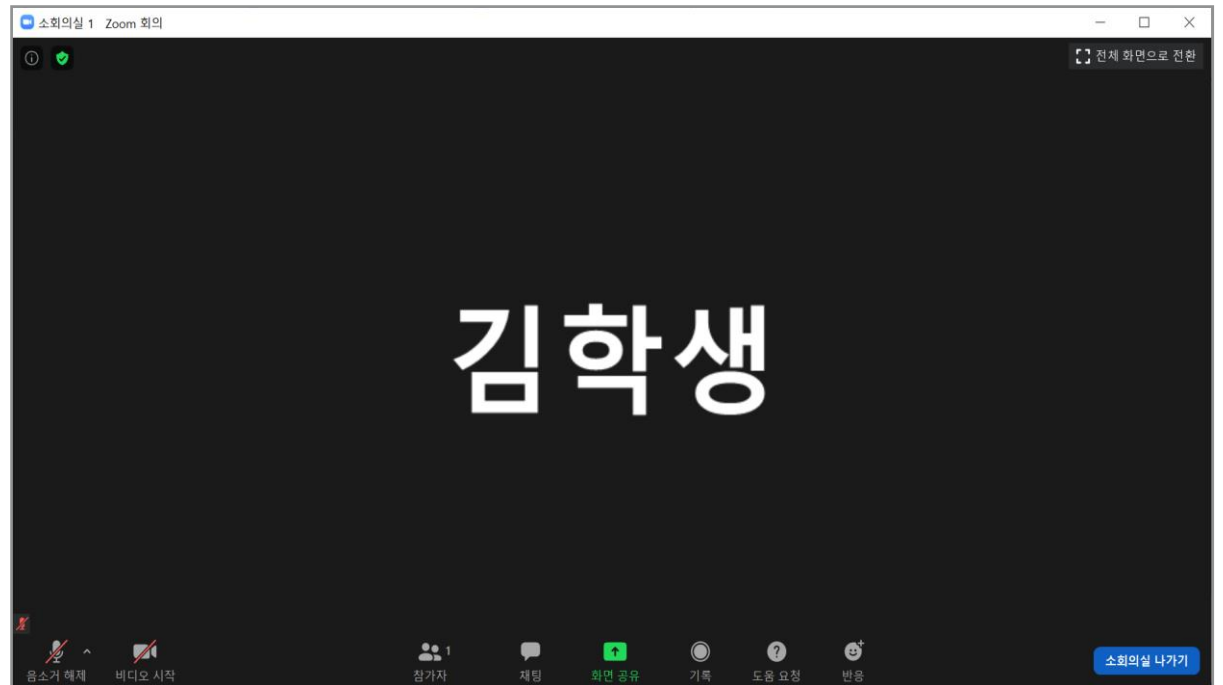 소회의실 1 Zoom 회의
전체 화면으로 전환
김학생
음소거 해제 비디오 시작 참가자 1 채팅 화면 공유 기록 도움 요청 반응 소회의실 나가기